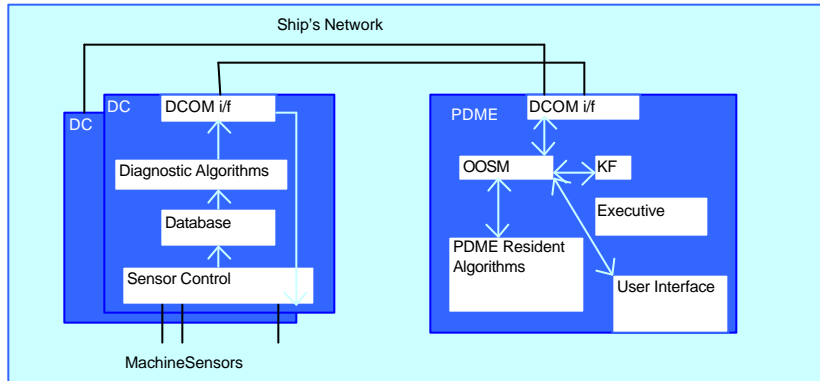 Ship's Network
DC
DC
DCOM i/f
Diagnostic Algorithms
Database
Sensor Control
MachineSensors
PDME
DCOM i/f
OOSM
KF
Executive
PDME Resident
Algorithms
User Interface